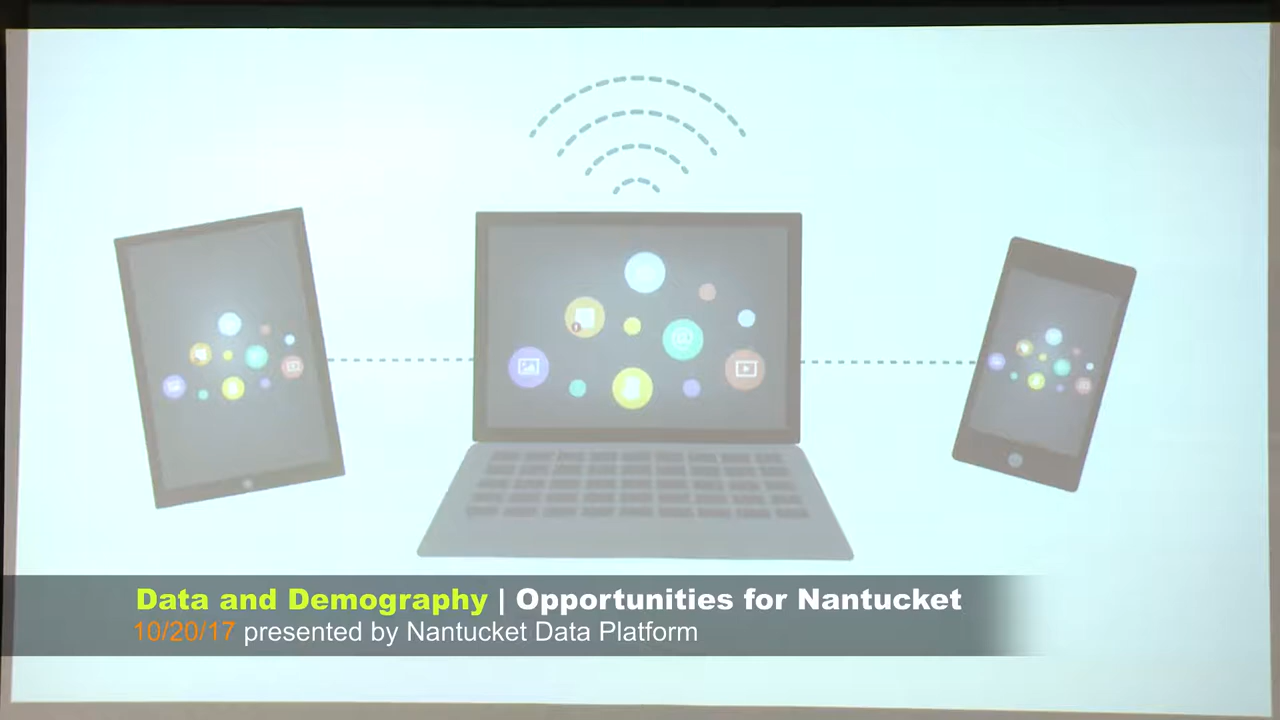 Data and Demography | Opportunities for Nantucket
10/20/17 presented by Nantucket Data Platform